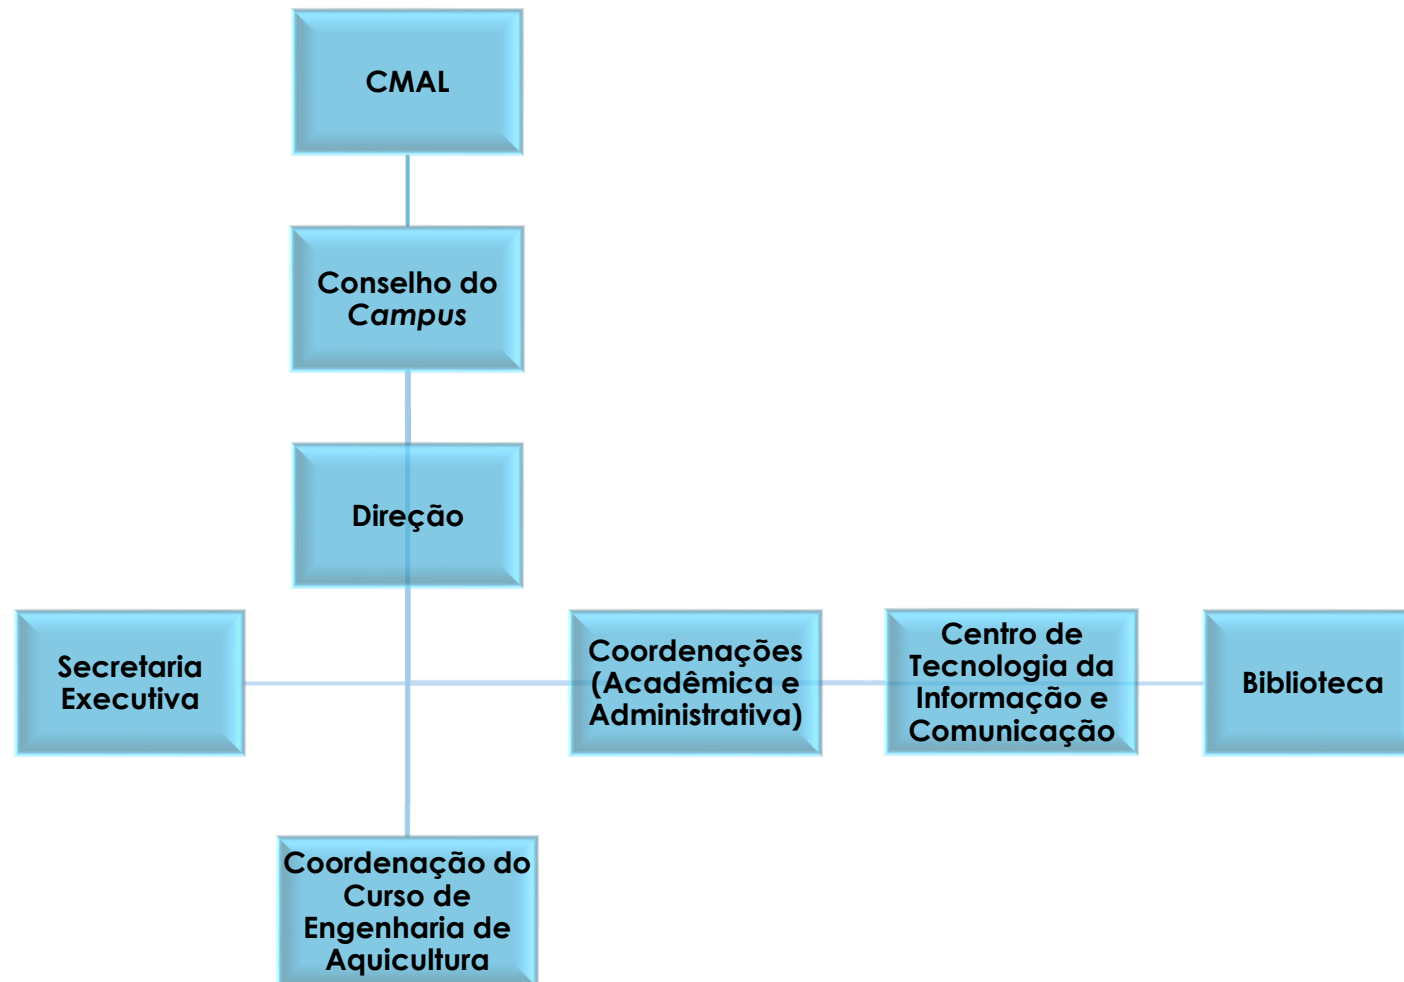 CMAL
Conselho do
Campus
Direção
Secretaria
Executiva
Coordenações
(Acadêmica e
Administrativa)
Centro de
Tecnologia da
Informação e
Comunicação
Biblioteca
Coordenação do
Curso de
Engenharia de
Aquicultura